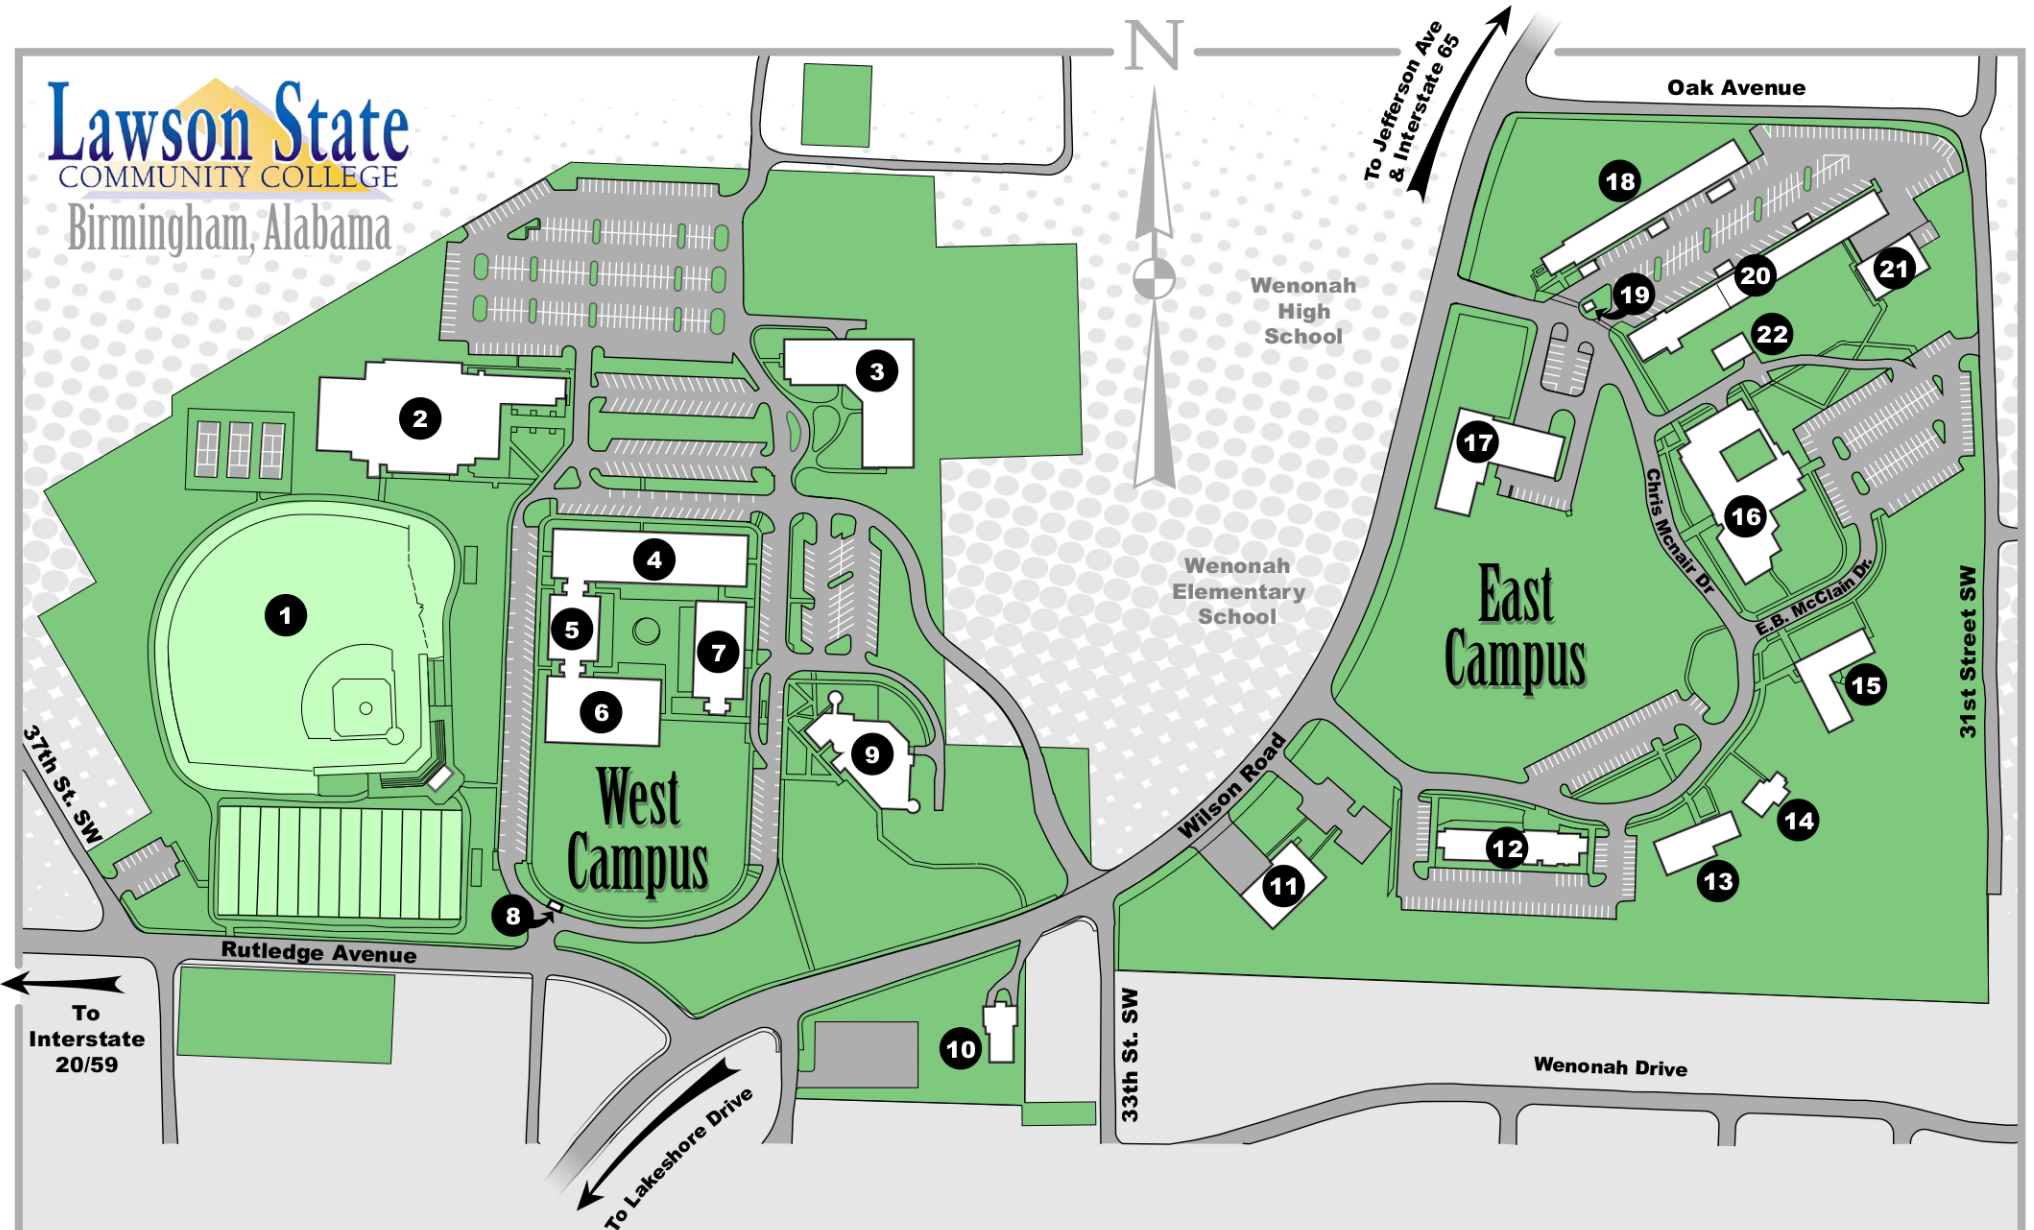 N
Lawson State
COMMUNITY COLLEGE
Birmingham, Alabama
To Jefferson Ave
& Interstate 65
Oak Avenue
18
19
20
21
22
Wenonah
High
School
3
2
17
Chris Mcnair Dr
16
4
Wenonah
Elementary
School
East
Campus
E.B. McClain Dr.
31st Street SW
1
5
7
6
15
9
37th St. SW
West
Campus
Wilson Road
14
12
13
11
8
Rutledge Avenue
To
Interstate
20/59
10
33th St. SW
Wenonah Drive
To Lakeshore Drive